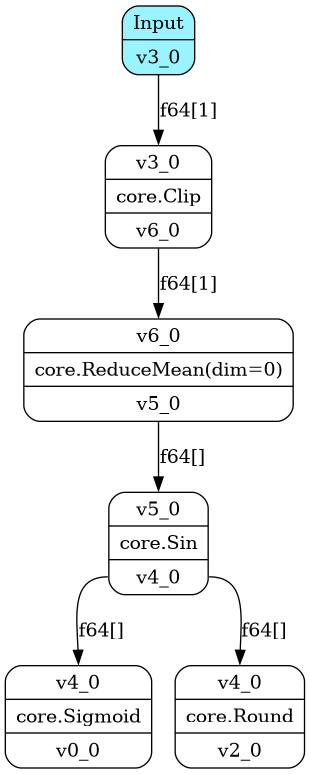 Input
v3_0
f64[1]
v3_0
core.Clip
v6_0
f64[1]
v6_0
core.ReduceMean(dim=0)
v5_0
f64[]
v5_0
core.Sin
v4_0
f64[]
f64[]
v4_0
core.Sigmoid
v0_0
v4_0
core.Round
v2_0